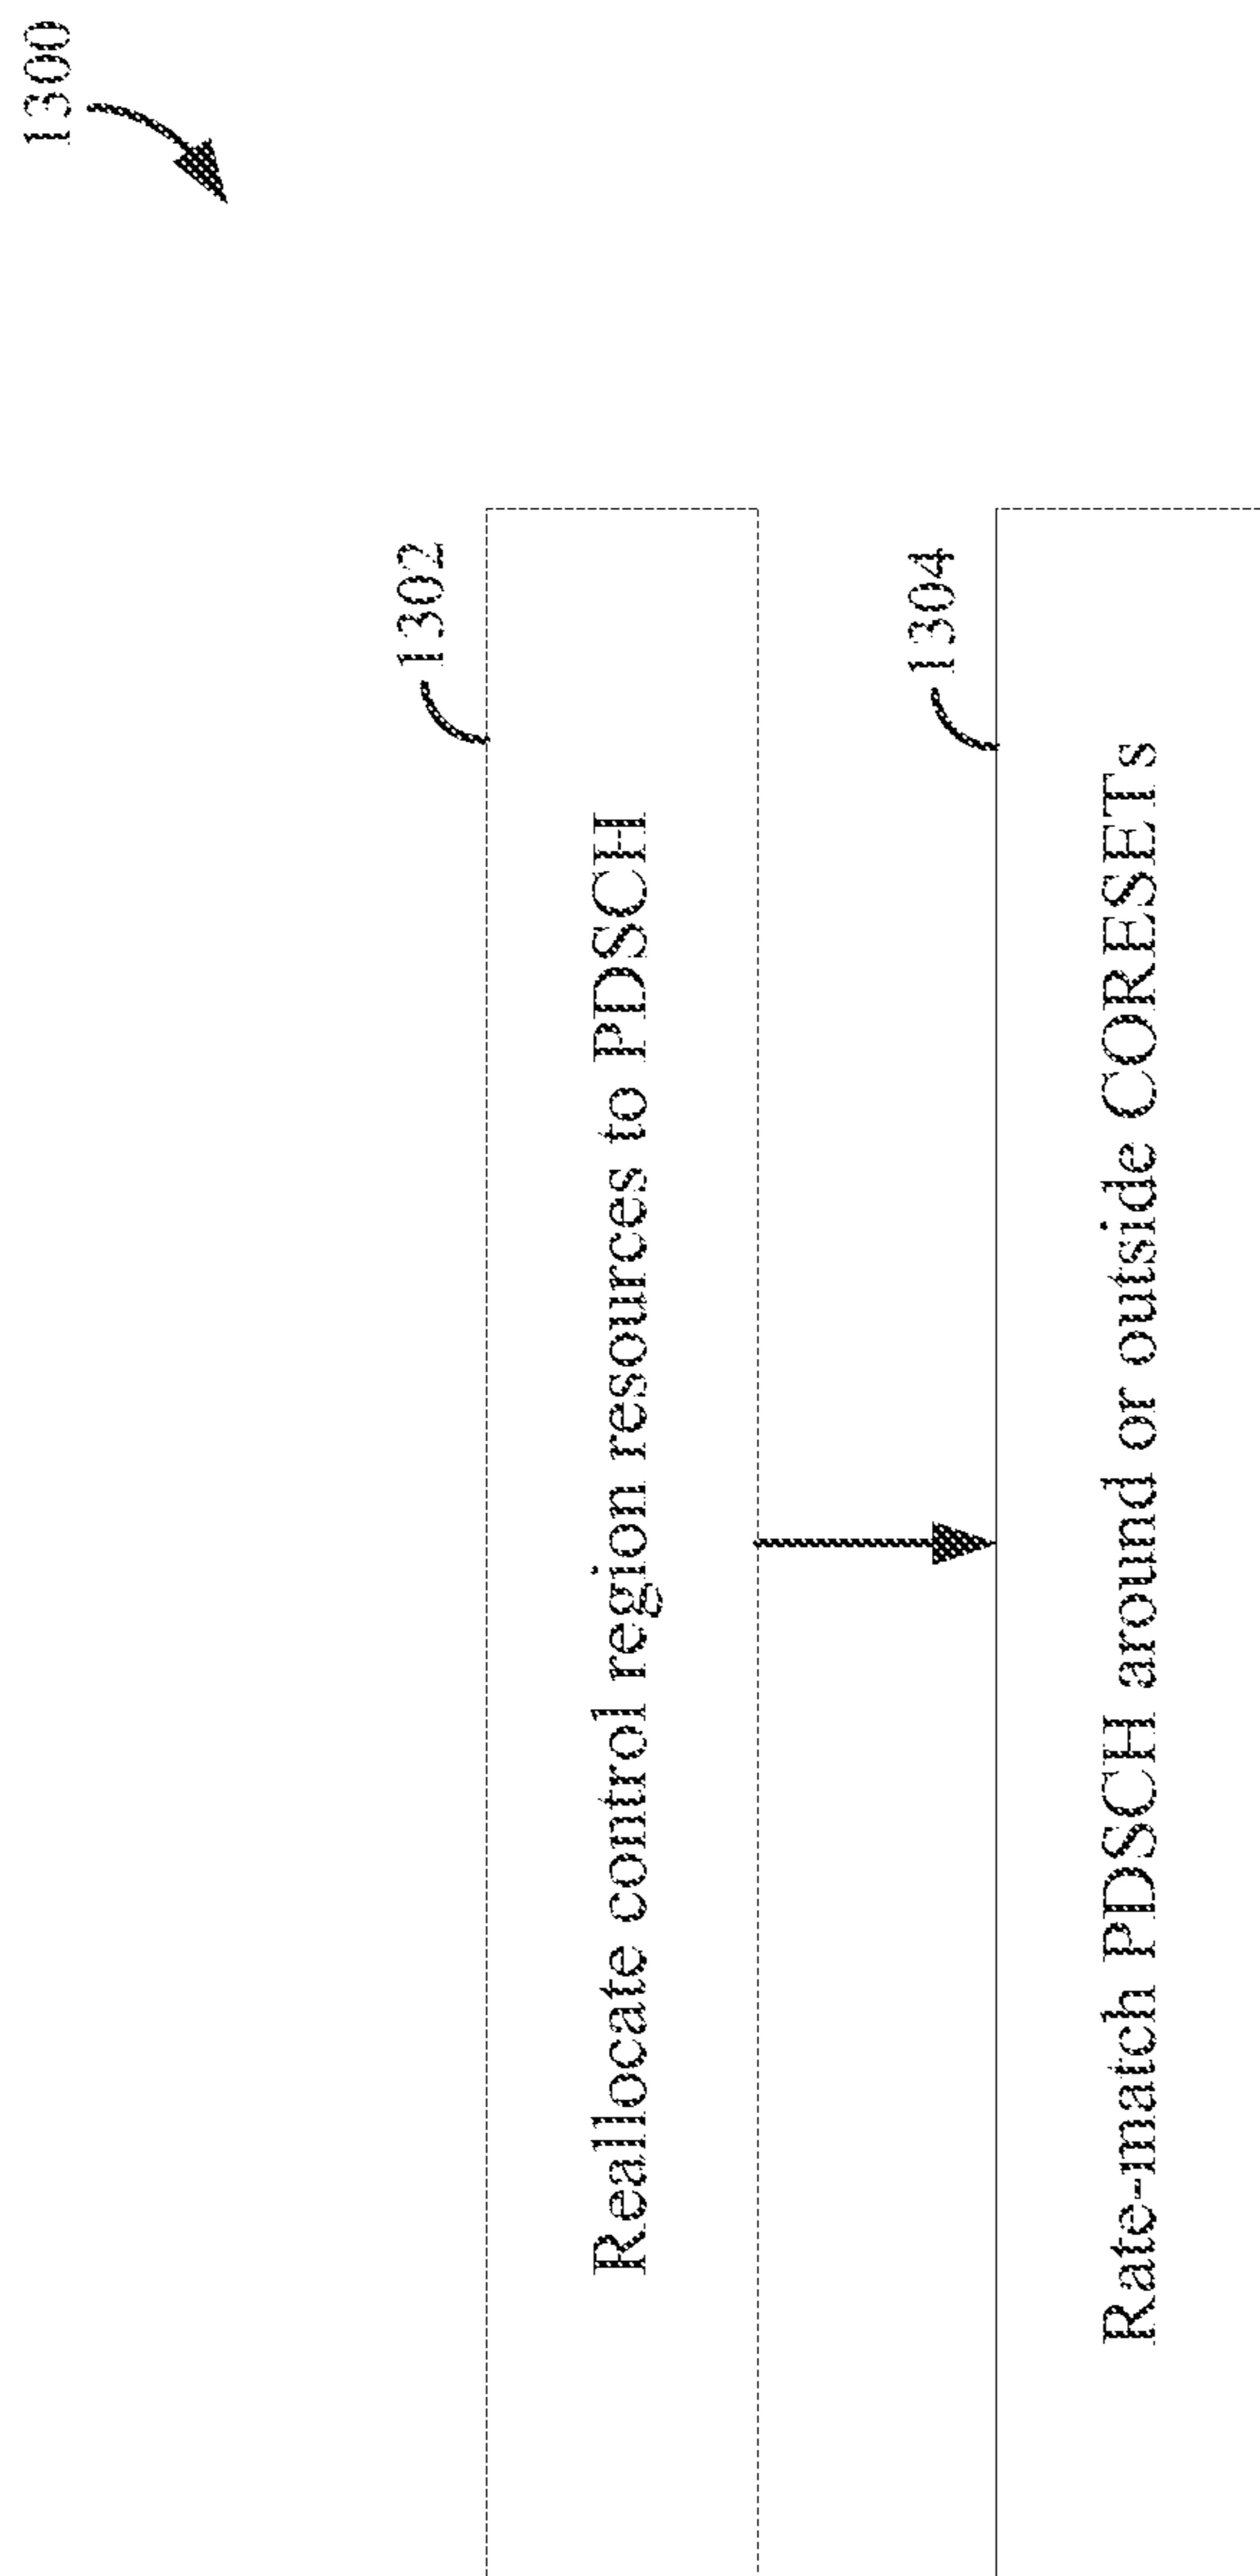 1300
1302
Reallocate control region resources to PDSCH
1304
Rate-match PDSCH around or outside CORESETs